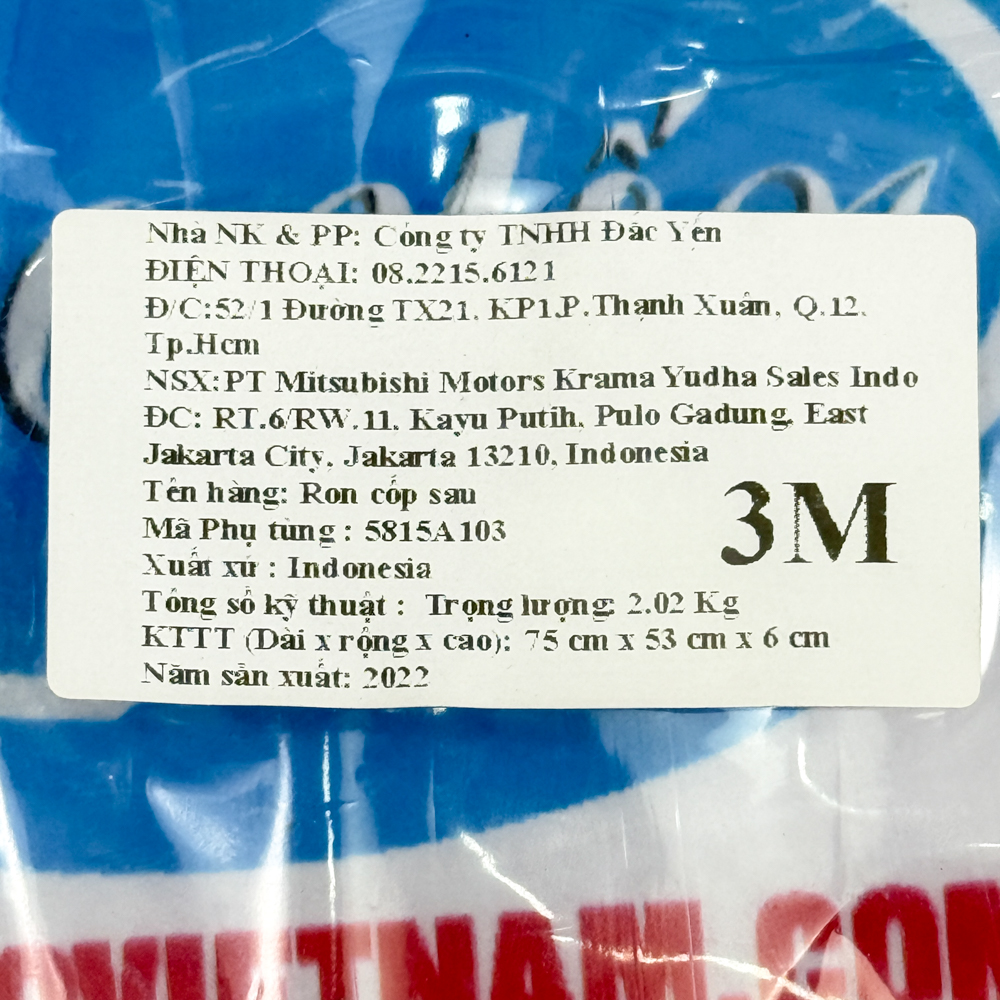 Nhà NK & PP: Công ty TNHH Đắc Yến
ĐIỆN THOẠI: 08.2215.6121
Đ/C:52/1 Đường TX21, KP1,P.Thạnh Xuân, Q.12,
Tp.Hcm
NSX:PT Mitsubishi Motors Krama Yudha Sales Indo
ĐC: RT.6/RW.11, Kayu Putih, Pulo Gadung, East
Jakarta City, Jakarta 13210, Indonesia
Tên hàng: Ron cốp sau
Mã Phụ tùng : 5815A103
3M
Xuất xứ : Indonesia
Tổng số kỹ thuật : Trọng lượng: 2.02 Kg
KTTT (Dài x rộng x cao): 75 cm x 53 cm x 6 cm
Năm sản xuất: 2022
VIETNAM.COM